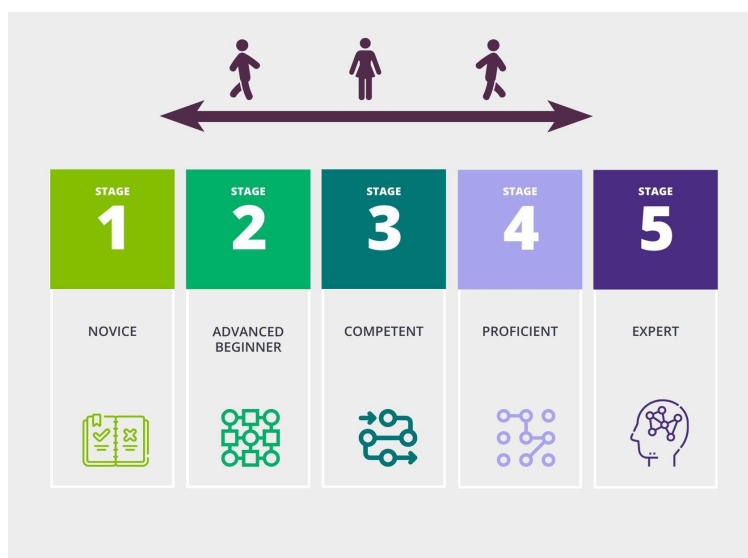 STAGE
1
STAGE
2
STAGE
3
STAGE
4
STAGE
5
NOVICE
ADVANCED
BEGINNER
COMPETENT
PROFICIENT
EXPERT